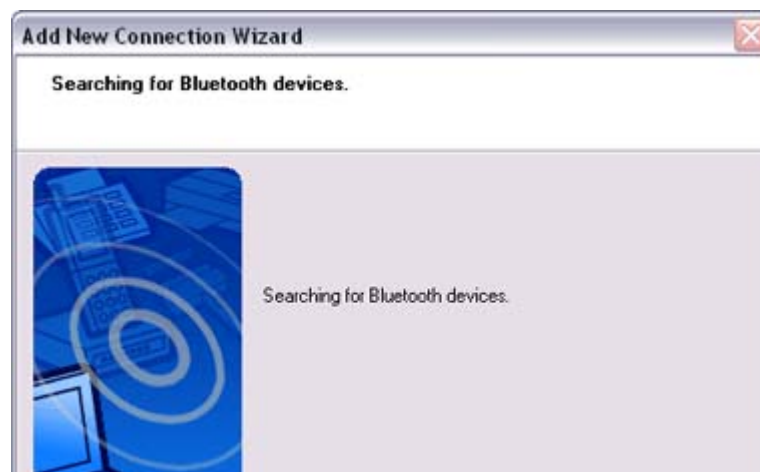 Add New Connection Wizard
Searching for Bluetooth devices.
Searching for Bluetooth devices.